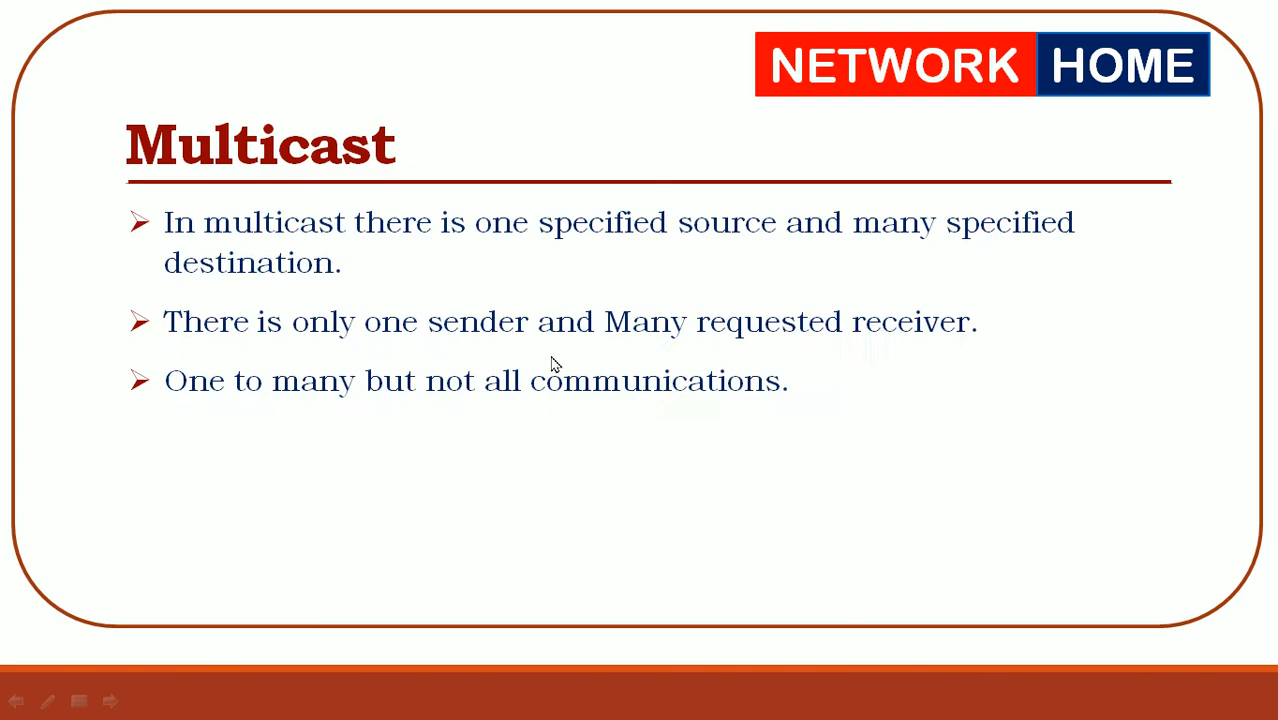 NETWORK HOME
Multicast
In multicast there is one specified source and many specified
destination.
There is only one sender and Many requested receiver.
One to many but not all communications.